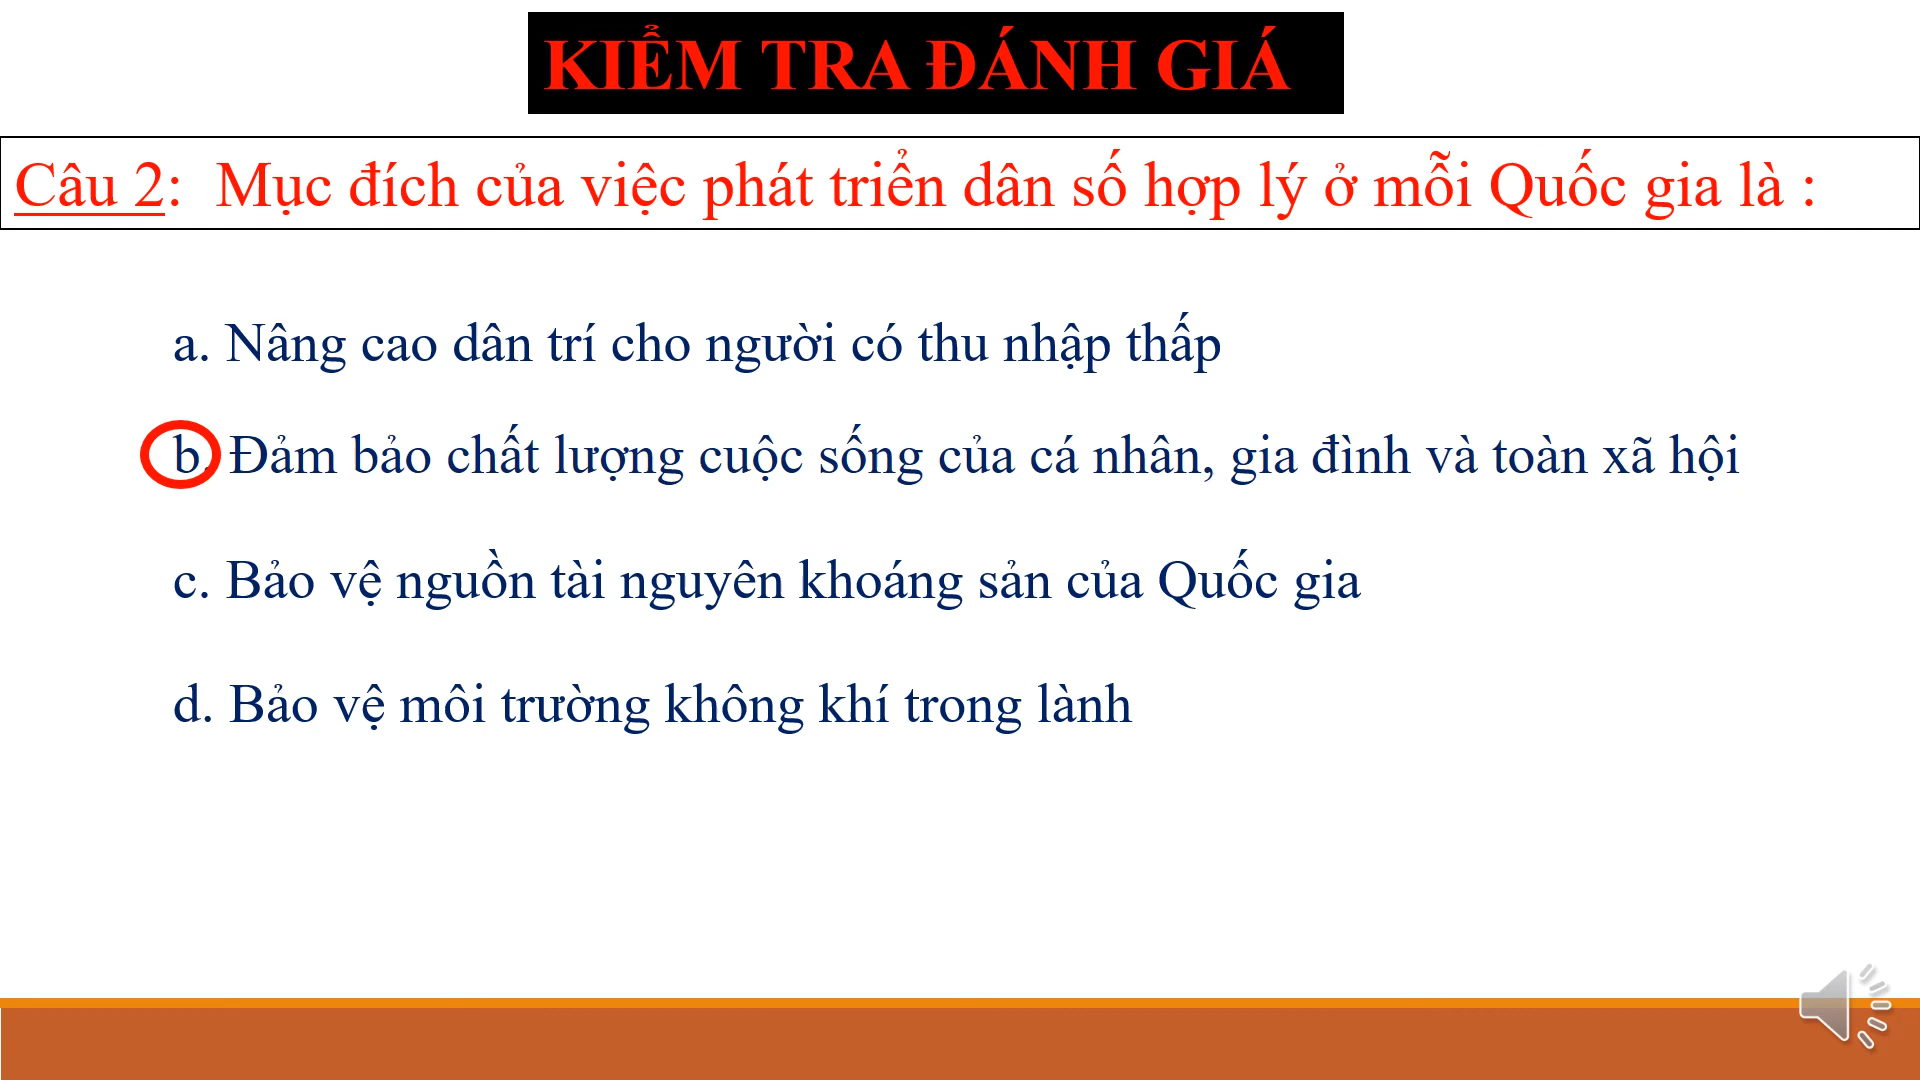 KIỂM TRA ĐÁNH GIÁ
Câu 2: Mục đích của việc phát triển dân số hợp lý ở mỗi Quốc gia là :
a. Nâng cao dân trí cho người có thu nhập thấp
b. Đảm bảo chất lượng cuộc sống của cá nhân, gia đình và toàn xã hội
c. Bảo vệ nguồn tài nguyên khoáng sản của Quốc gia
d. Bảo vệ môi trường không khí trong lành